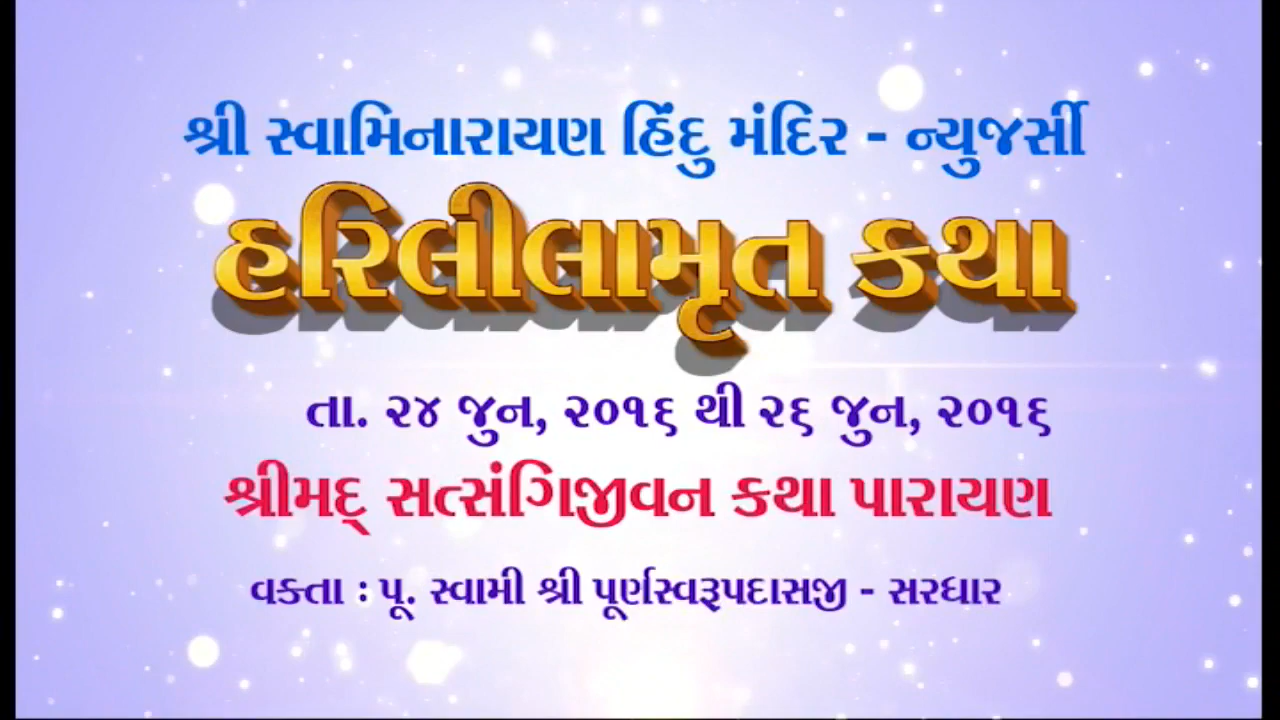 શ્રી સ્વામિનારાયણ હિંદુ મંદિર - ન્યુજર્સી
હરિલીલામૃત કથા
તા. ૨૪ જુન, ૨૦૧૬ થી ૨૬ જુન, ૨૦૧૬
શ્રીમદ્ સત્સંગિજીવન કથા પારાયણ
વક્તા : પૂ. સ્વામી શ્રી પૂર્ણસ્વરૂપદાસજી - સરધાર